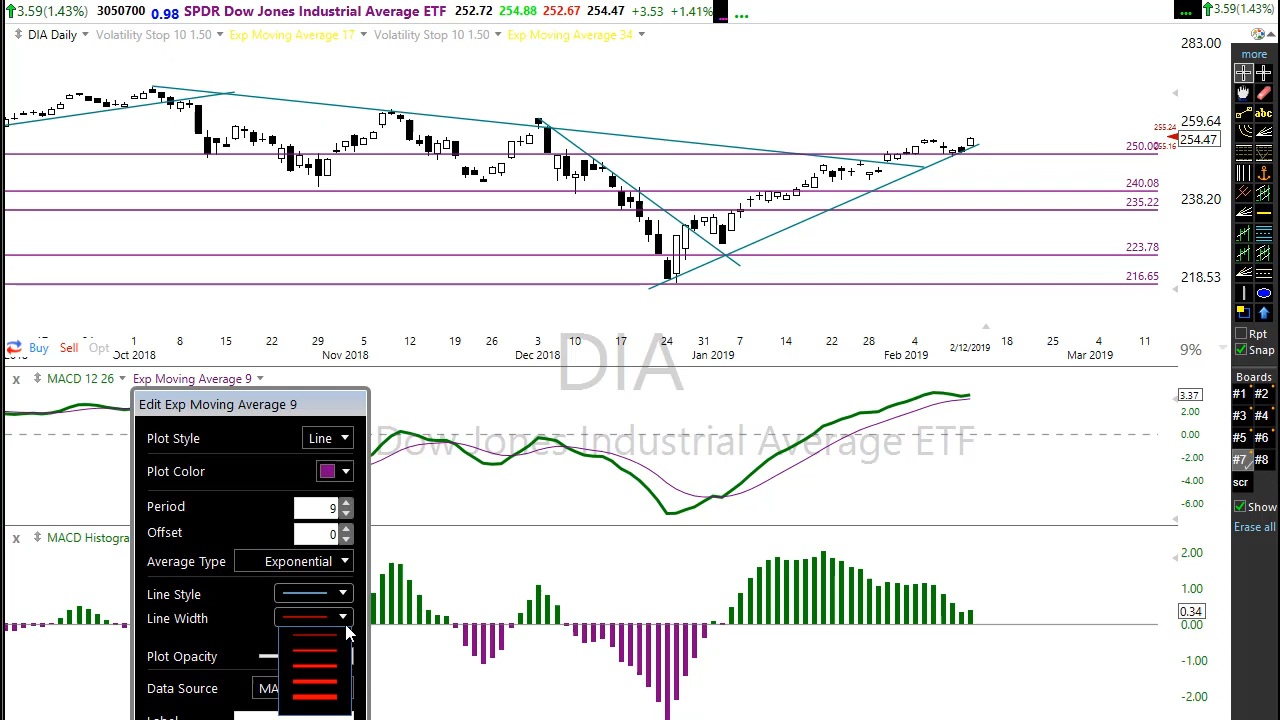 3.59(1.43%) 3050700 0.98 SPDR Dow Jones Industrial Average ETF 252.72 254.88 252.67 254.47 +3.53 +1.41% ... ... ... 3.59(1.43%)
DIA Daily Volatility Stop 10 1.50 Exp Moving Average 17 Volatility Stop 10 1.50 Exp Moving Average 34
283.00
more
abc
259.64
255.24
254.47
250.00
255.16
240.08
238.20
235.22
223.78
216.65
218.53
Rpt
Snap
1 8 15 22 29 5 12 19 26 3 10 17 24 31 7 14 22 28 4 2/12/2019 18 25 4 11
Buy Sell Opt
2018 Oct 2018 Nov 2018 Dec 2018 Jan 2019 Feb 2019 Mar 2019
9%
DIA
Dow Jones Industrial Average ETF
x MACD 12 26 Exp Moving Average 9
Boards
#1 #2
#3 #4
#5 #6
#7 #8
scr
Show
Erase all
3.37
2.00
0.00
-2.00
-4.00
-6.00
Edit Exp Moving Average 9
Plot Style Line
Plot Color
Period 9
Offset 0
Average Type Exponential
Line Style
Line Width
Plot Opacity
Data Source MA
Label
x MACD Histogra
2.00
1.00
0.34
0.00
-1.00
-2.00